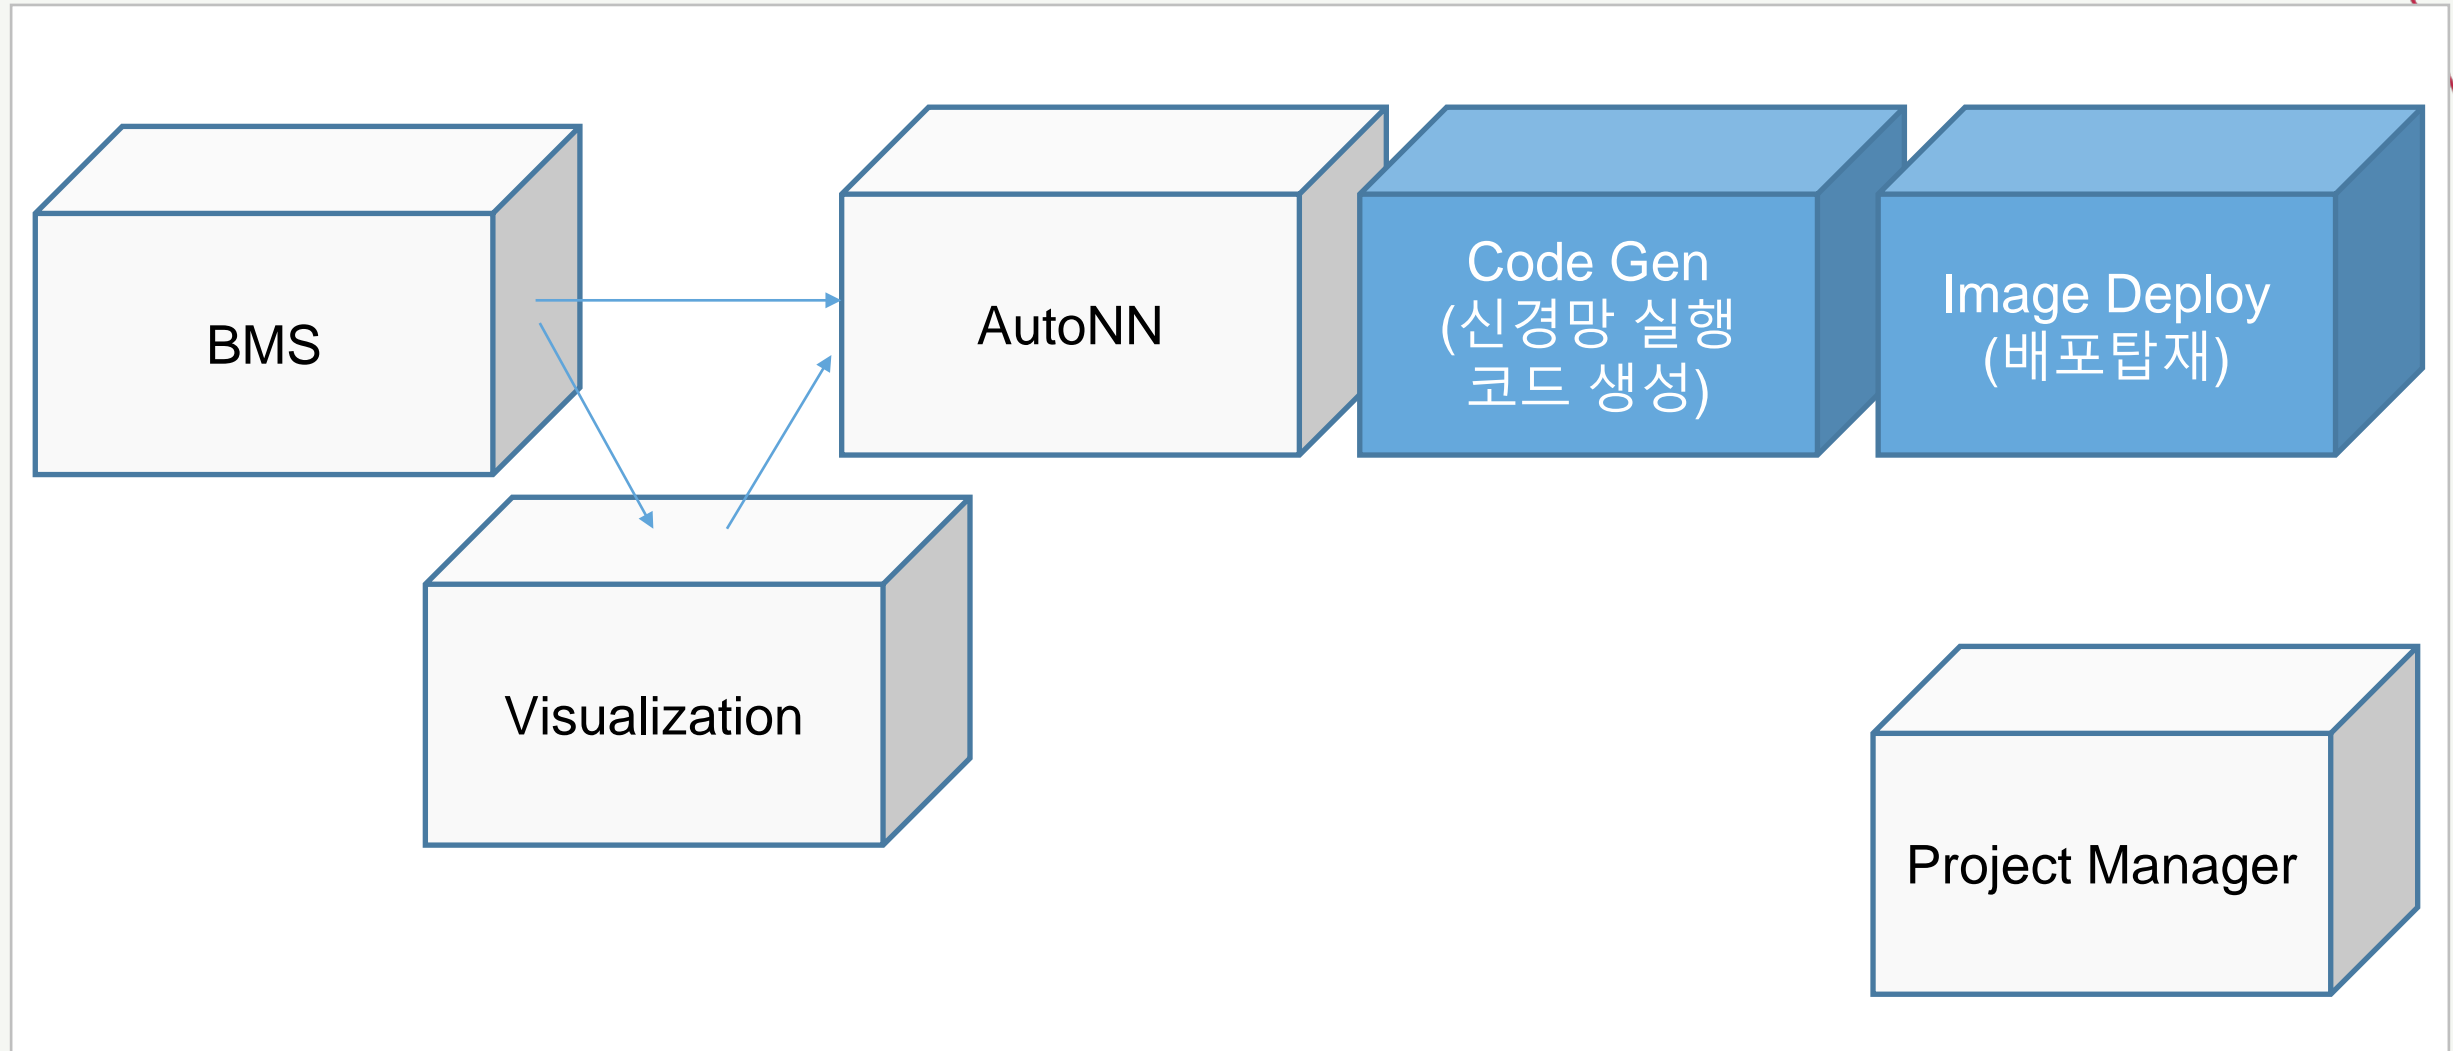 BMS
AutoNN
Code Gen
(신경망 실행
코드 생성)
Image Deploy
(배포탑재)
Visualization
Project Manager